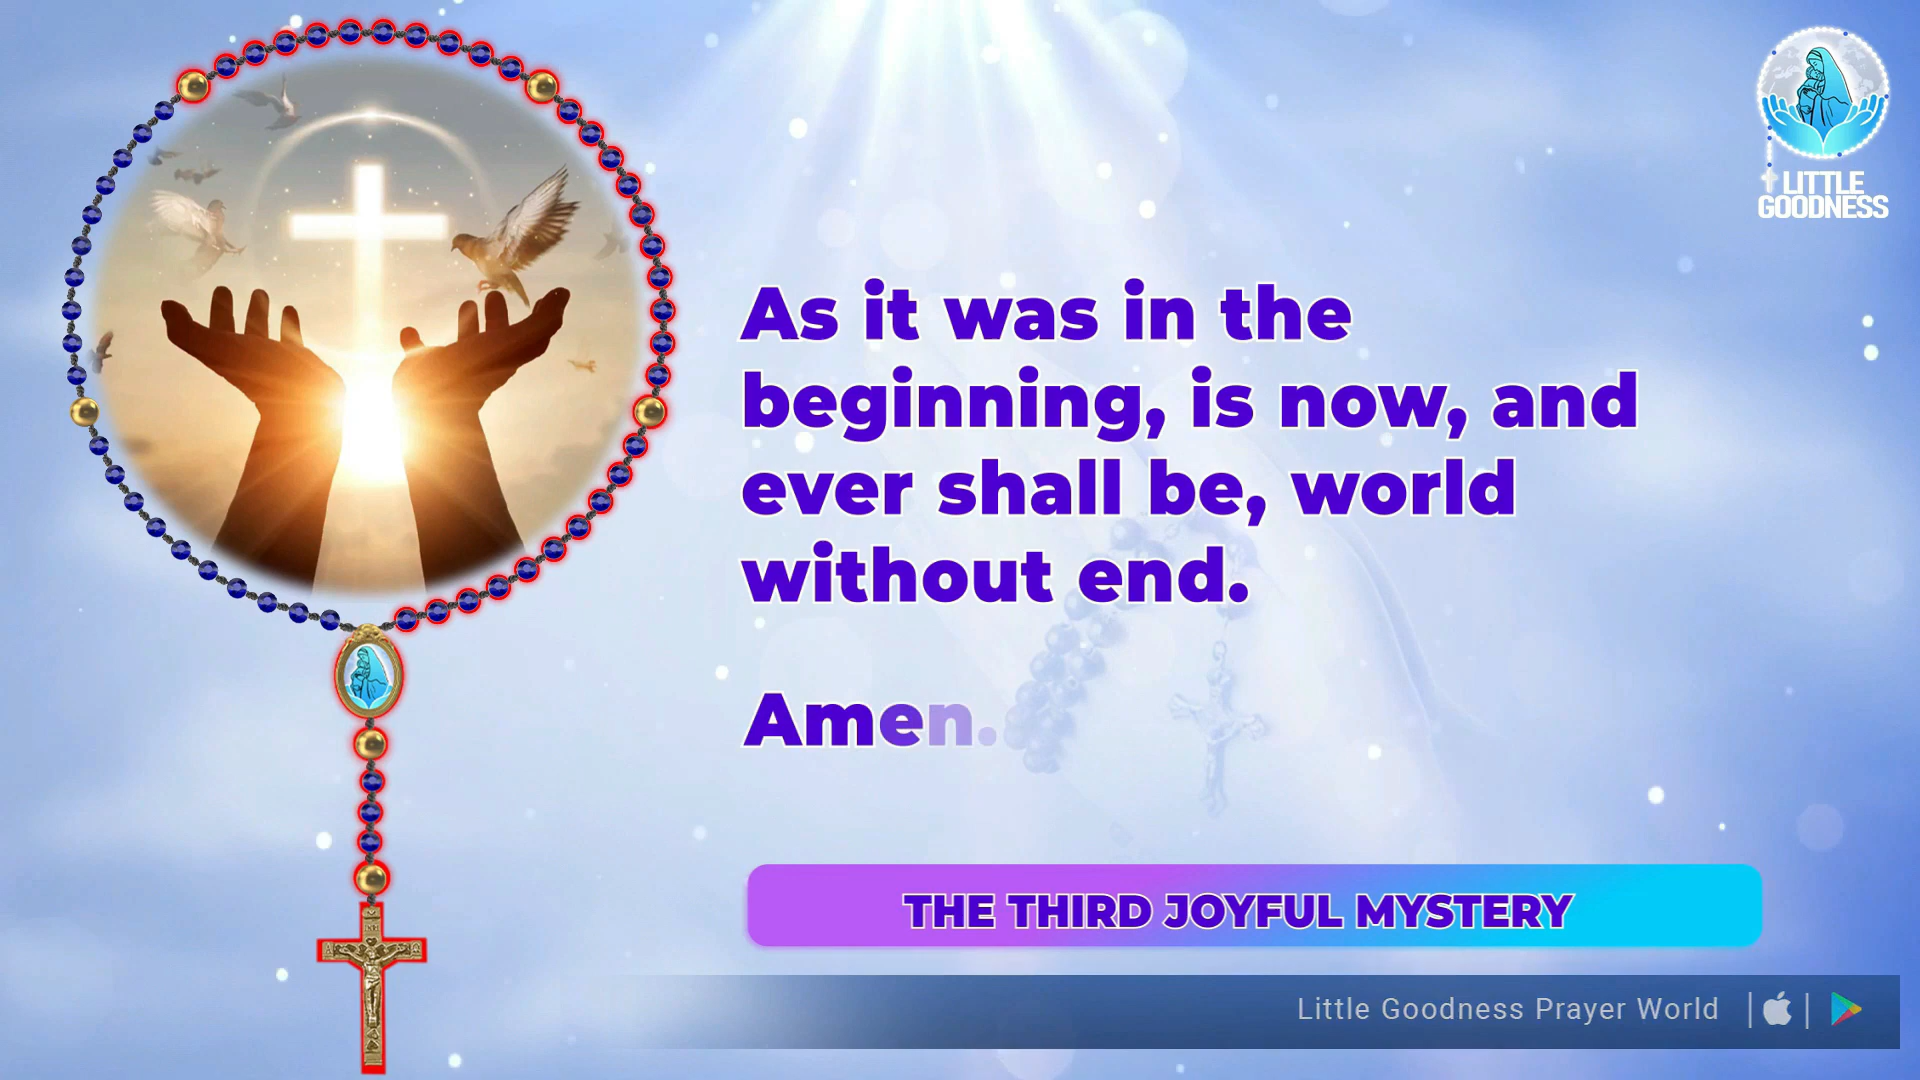 LITTLE
GOODNESS
As it was in the
beginning, is now, and
ever shall be, world
without end.
Amen.
THE THIRD JOYFUL MYSTERY
Little Goodness Prayer World
INRI